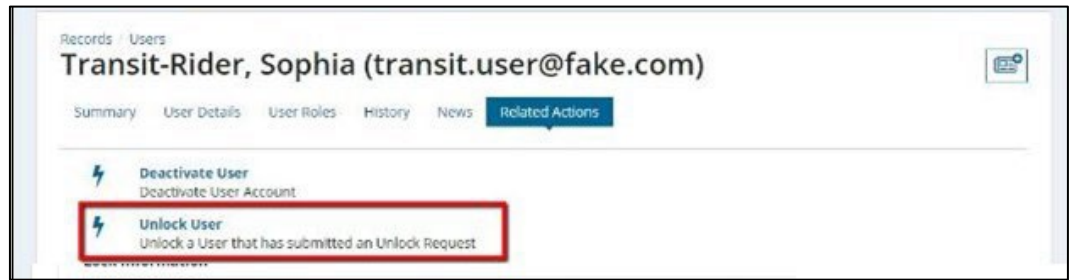 Records / Users
Transit-Rider, Sophia (transit.user@fake.com)
Summary User Details User Roles History News Related Actions
Deactivate User
Deactivate User Account
Unlock User
Unlock a User that has submitted an Unlock Request